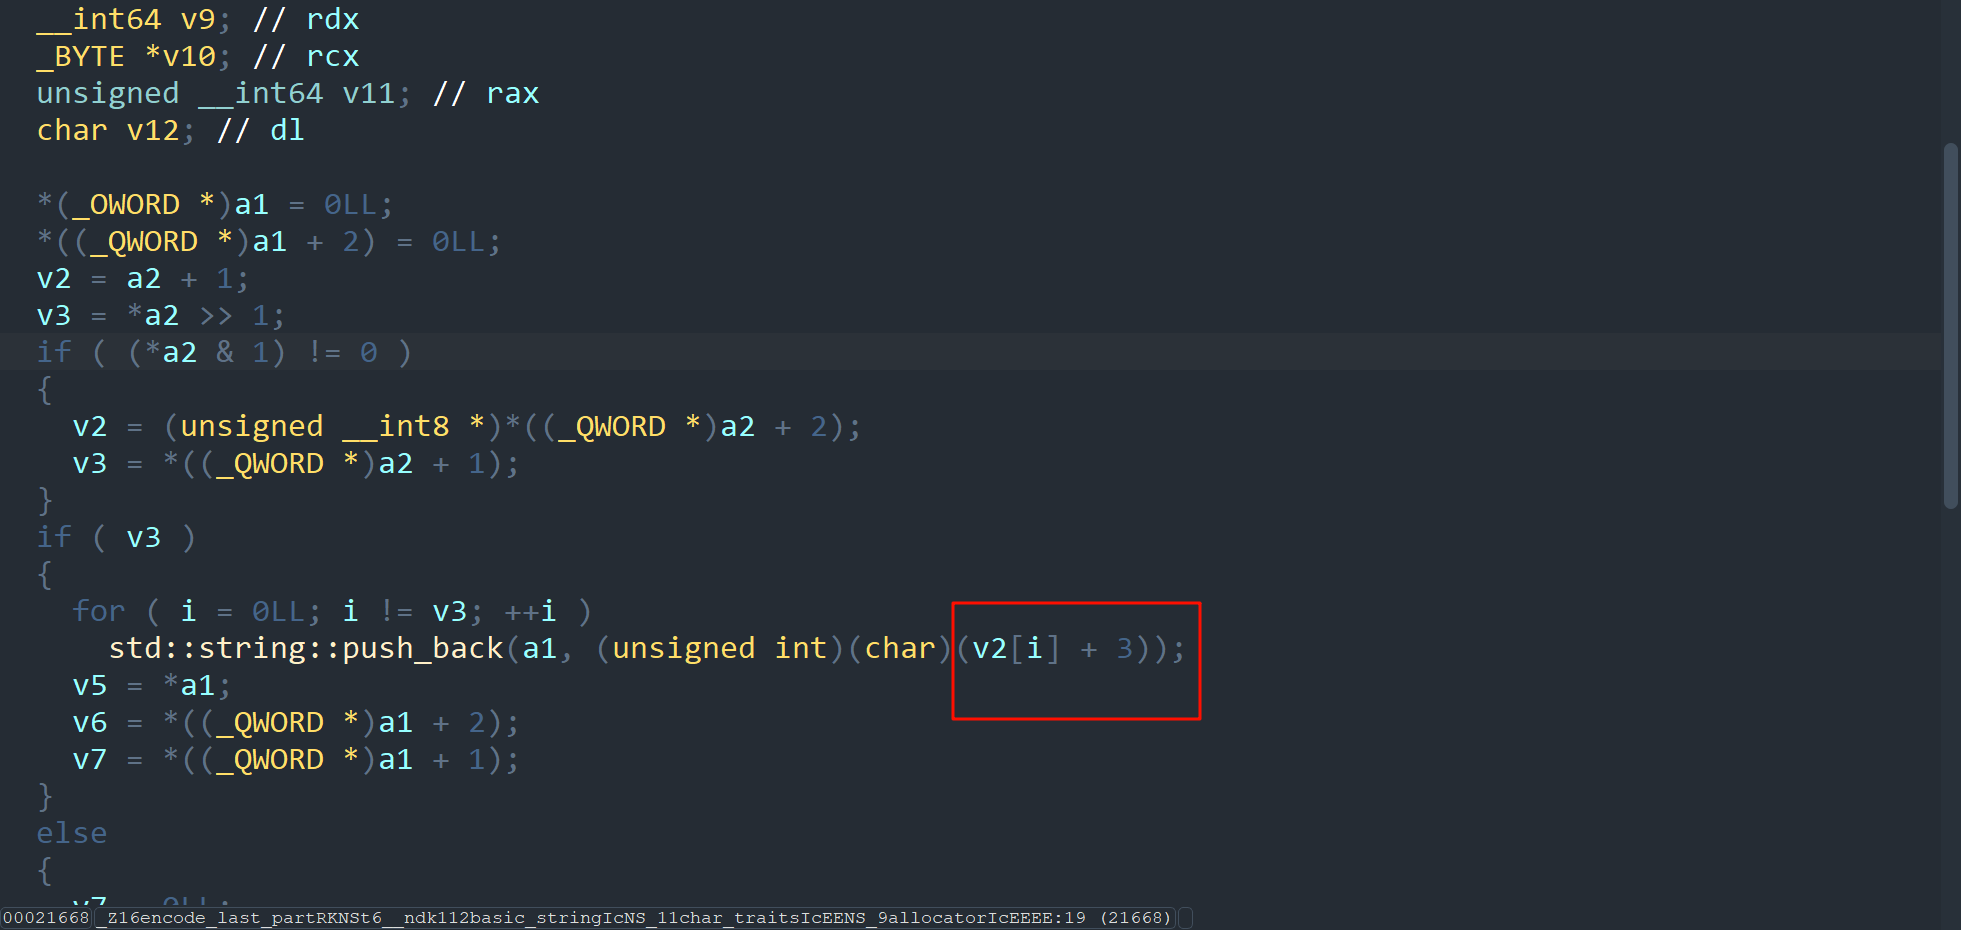 __int64 v9; // rdx
_BYTE *v10; // rcx
unsigned __int64 v11; // rax
char v12; // dl
*(_OWORD *)a1 = 0LL;
*((_QWORD *)a1 + 2) = 0LL;
v2 = a2 + 1;
v3 = *a2 >> 1;
if ( (*a2 & 1) != 0 )
{
v2 = (unsigned __int8 *)*((_QWORD *)a2 + 2);
v3 = *((_QWORD *)a2 + 1);
}
if ( v3 )
{
for ( i = 0LL; i != v3; ++i )
std::string::push_back(a1, (unsigned int)(char)(v2[i] + 3));
v5 = *a1;
v6 = *((_QWORD *)a1 + 2);
v7 = *((_QWORD *)a1 + 1);
}
else
{
v7 = 0LL;
00021668 _Z16encode_last_partRKNSt6__ndk112basic_stringIcNS_11char_traitsIcEENS_9allocatorIcEEEE:19 (21668)